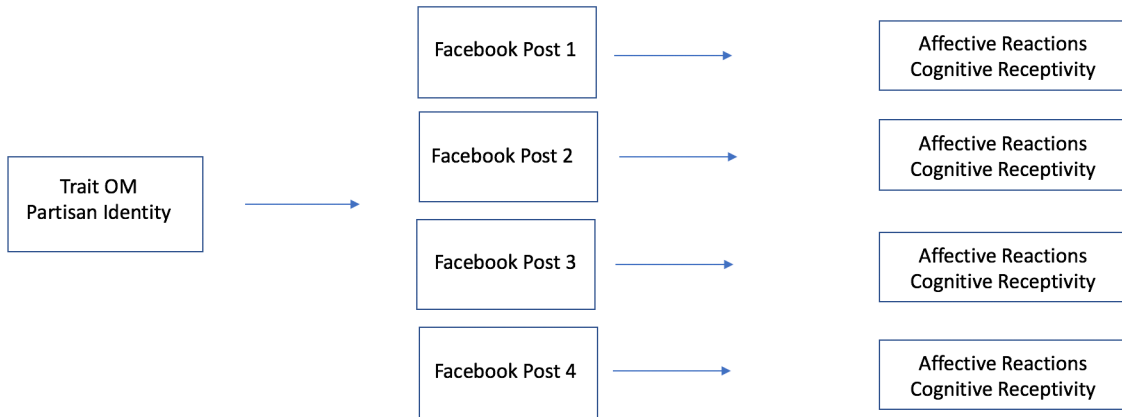 Trait OM
Partisan Identity
Facebook Post 1
Affective Reactions
Cognitive Receptivity
Facebook Post 2
Affective Reactions
Cognitive Receptivity
Facebook Post 3
Affective Reactions
Cognitive Receptivity
Facebook Post 4
Affective Reactions
Cognitive Receptivity